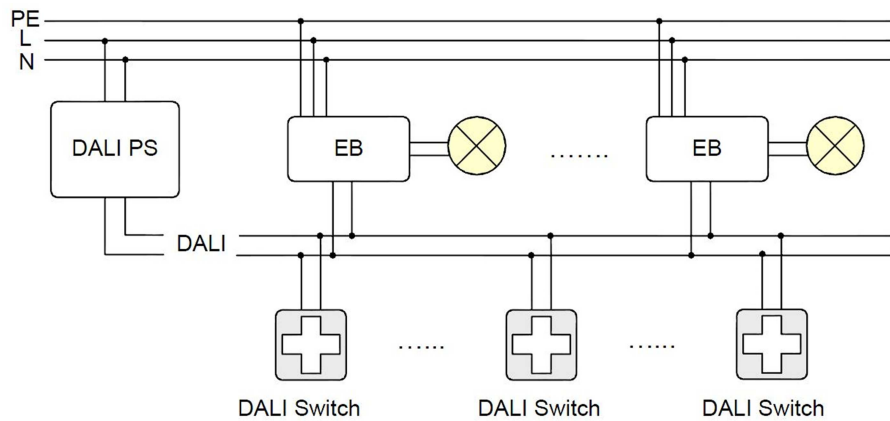 PE
L
N
DALI PS
EB
.......
EB
DALI
......
......
DALI Switch
DALI Switch
DALI Switch